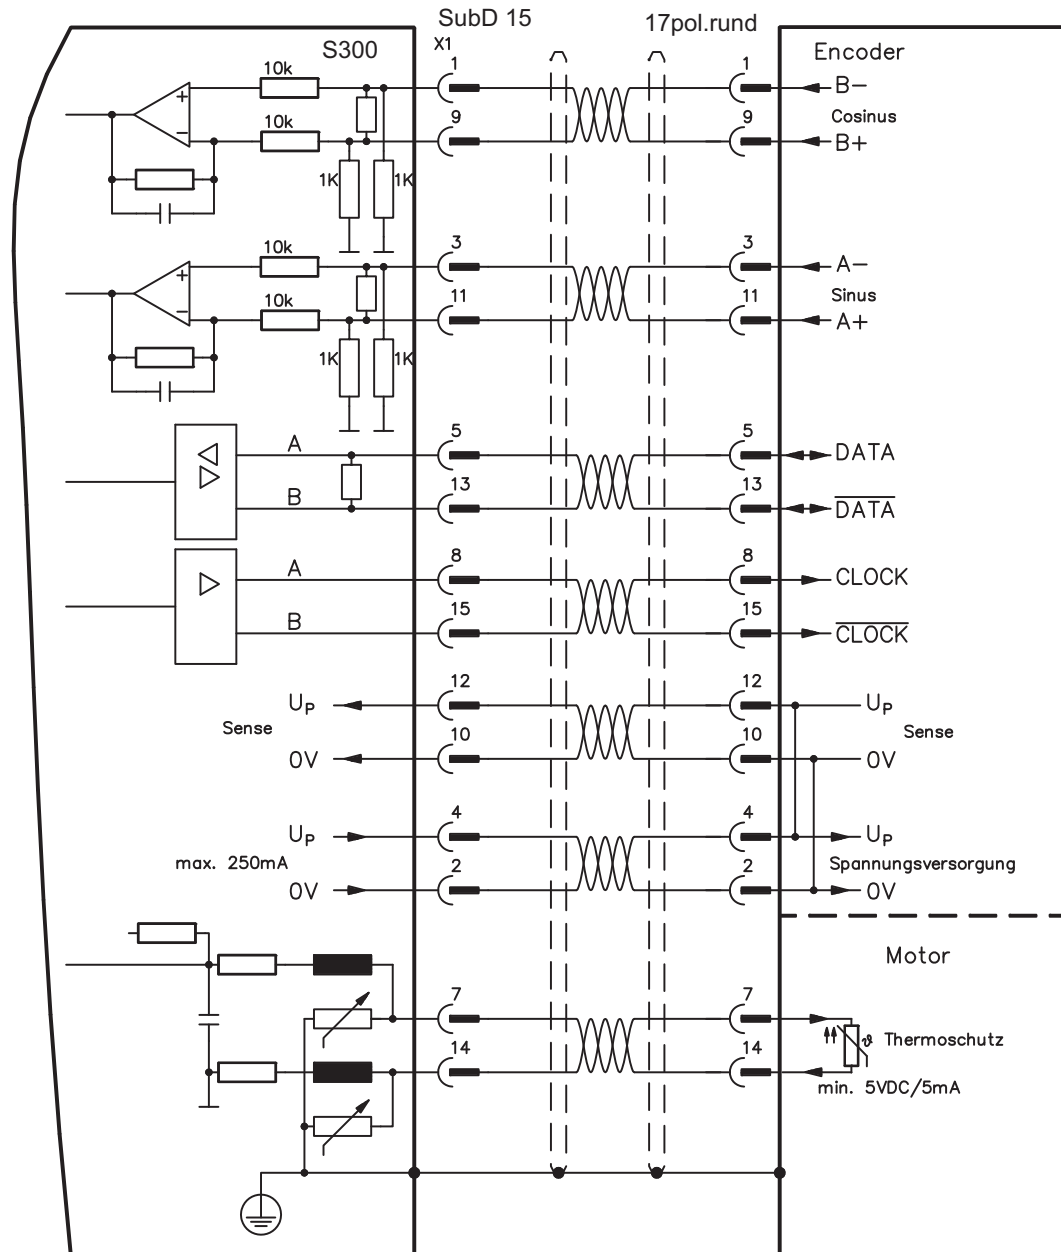 SubD 15
17pol.rund
S300
X1
Encoder
10k
1
1
B−
Cosinus
10k
9
9
B+
1K
1K
10k
3
3
A−
Sinus
10k
11
11
A+
1K
1K
A
5
5
DATA
B
13
13
DATA
A
8
8
CLOCK
B
15
15
CLOCK
UP
12
12
UP
Sense
Sense
0V
10
10
0V
UP
4
4
UP
max. 250mA
Spannungsversorgung
0V
2
2
0V
Motor
7
7
ϑ Thermoschutz
14
14
min. 5VDC/5mA